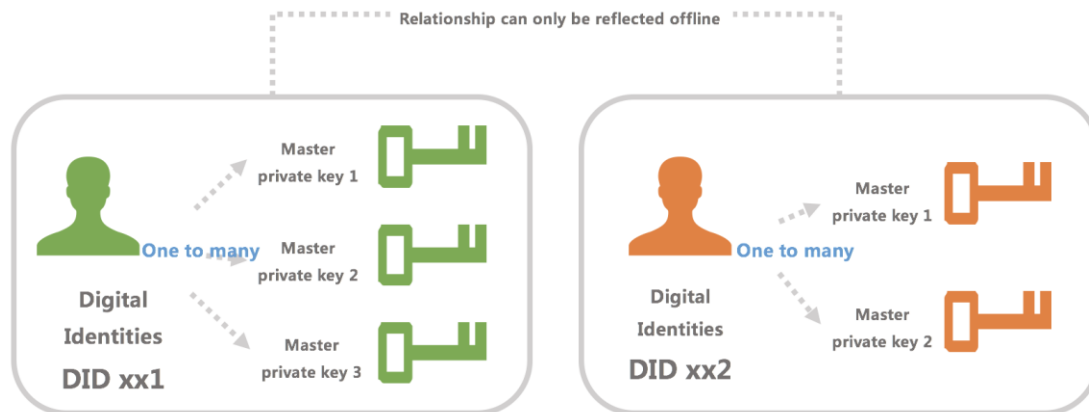 Relationship can only be reflected offline
Master
private key 1
One to many
Master
private key 2
Master
private key 3
Digital
Identities
DID xx1
Master
private key 1
One to many
Master
private key 2
Digital
Identities
DID xx2